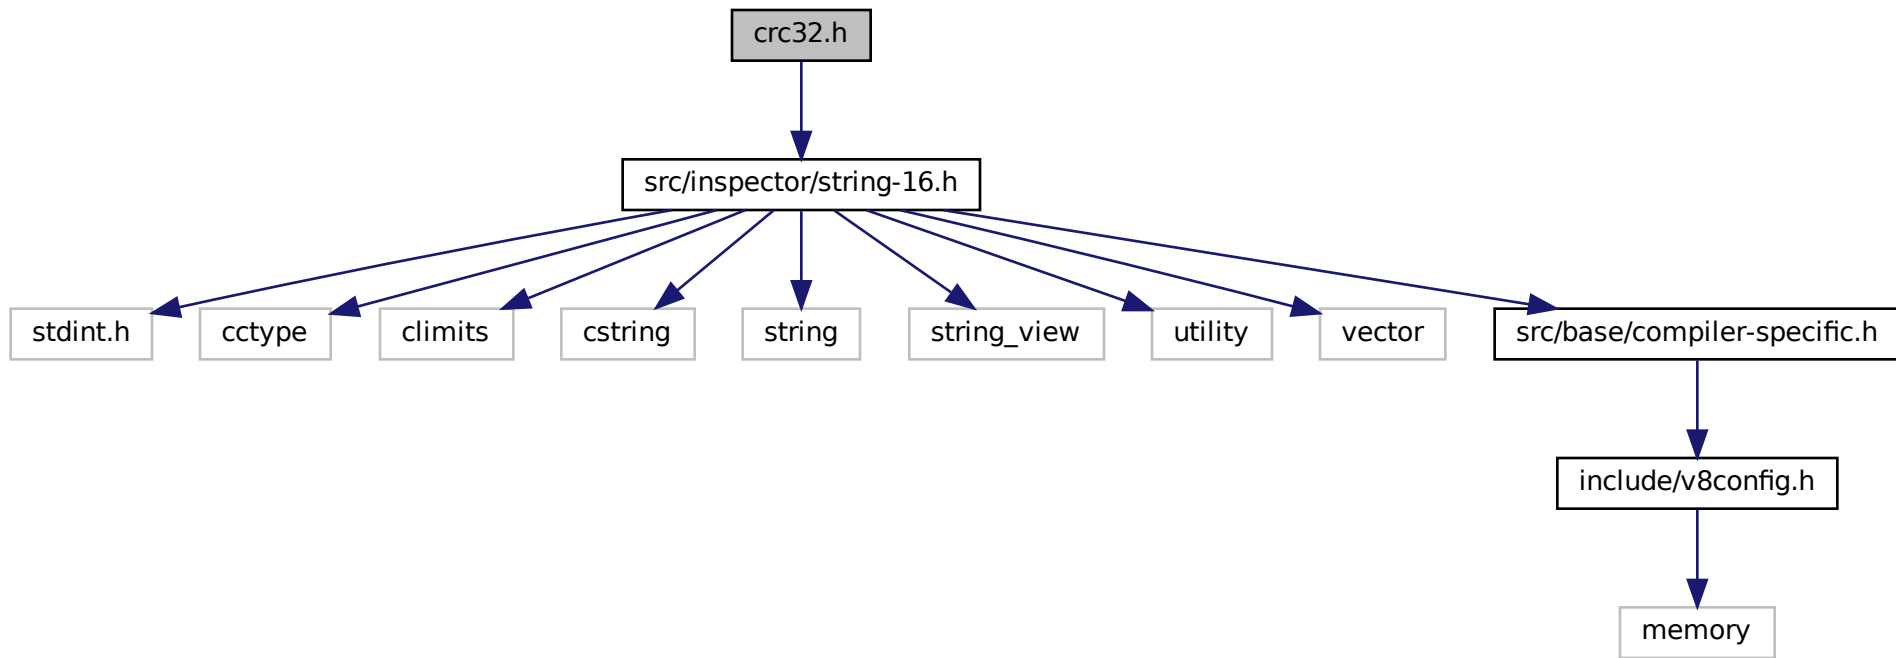 crc32.h
src/inspector/string-16.h
stdint.h
cctype
climits
cstring
string
string_view
utility
vector
src/base/compiler-specific.h
include/v8config.h
memory